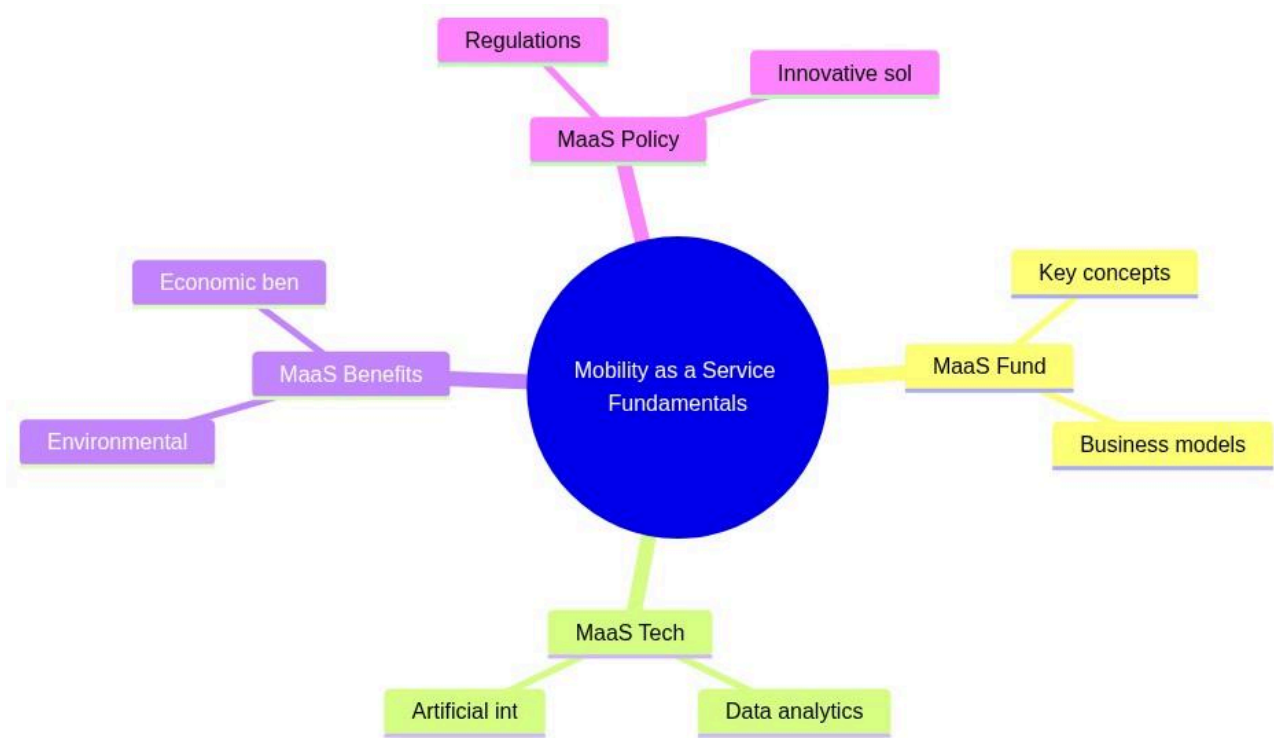 Regulations
Innovative sol
MaaS Policy
Economic ben
MaaS Benefits
Environmental
Mobility as a Service
Fundamentals
Key concepts
MaaS Fund
Business models
MaaS Tech
Artificial int
Data analytics